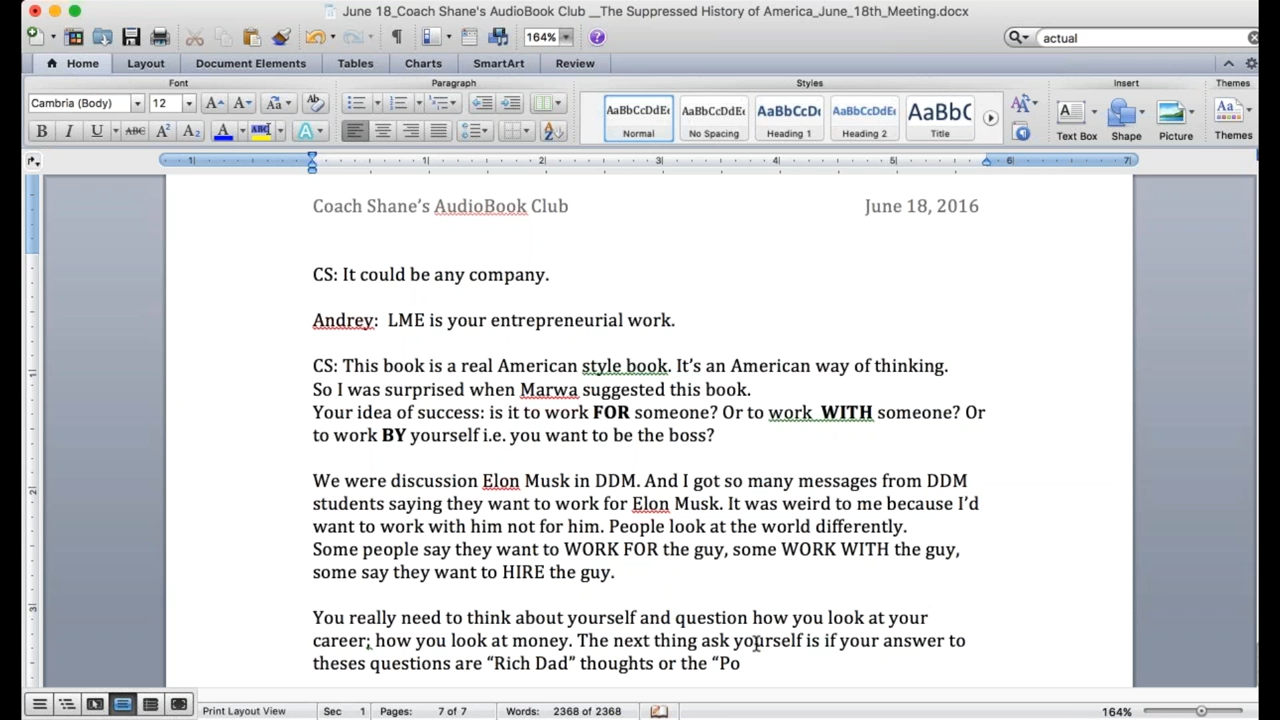 June 18_Coach Shane's AudioBook Club __The Suppressed History of America_June_18th_Meeting.docx
164%
actual
Home Layout Document Elements Tables Charts SmartArt Review
Font Paragraph Styles Insert Themes
Cambria (Body) 12
AaBbCcDdEe AaBbCcDdEe AaBbCcDc AaBbCcDdEe AaBbC
Normal No Spacing Heading 1 Heading 2 Title Text Box Shape Picture Themes
1 1 2 3 4 5 6 7
Coach Shane's AudioBook Club June 18, 2016
CS: It could be any company.
Andrey: LME is your entrepreneurial work.
CS: This book is a real American style book. It's an American way of thinking.
So I was surprised when Marwa suggested this book.
Your idea of success: is it to work FOR someone? Or to work WITH someone? Or
to work BY yourself i.e. you want to be the boss?
We were discussion Elon Musk in DDM. And I got so many messages from DDM
students saying they want to work for Elon Musk. It was weird to me because I'd
want to work with him not for him. People look at the world differently.
Some people say they want to WORK FOR the guy, some WORK WITH the guy,
some say they want to HIRE the guy.
You really need to think about yourself and question how you look at your
career; how you look at money. The next thing ask yourself is if your answer to
theses questions are “Rich Dad” thoughts or the “Po
Print Layout View Sec 1 Pages: 7 of 7 Words: 2368 of 2368 164%